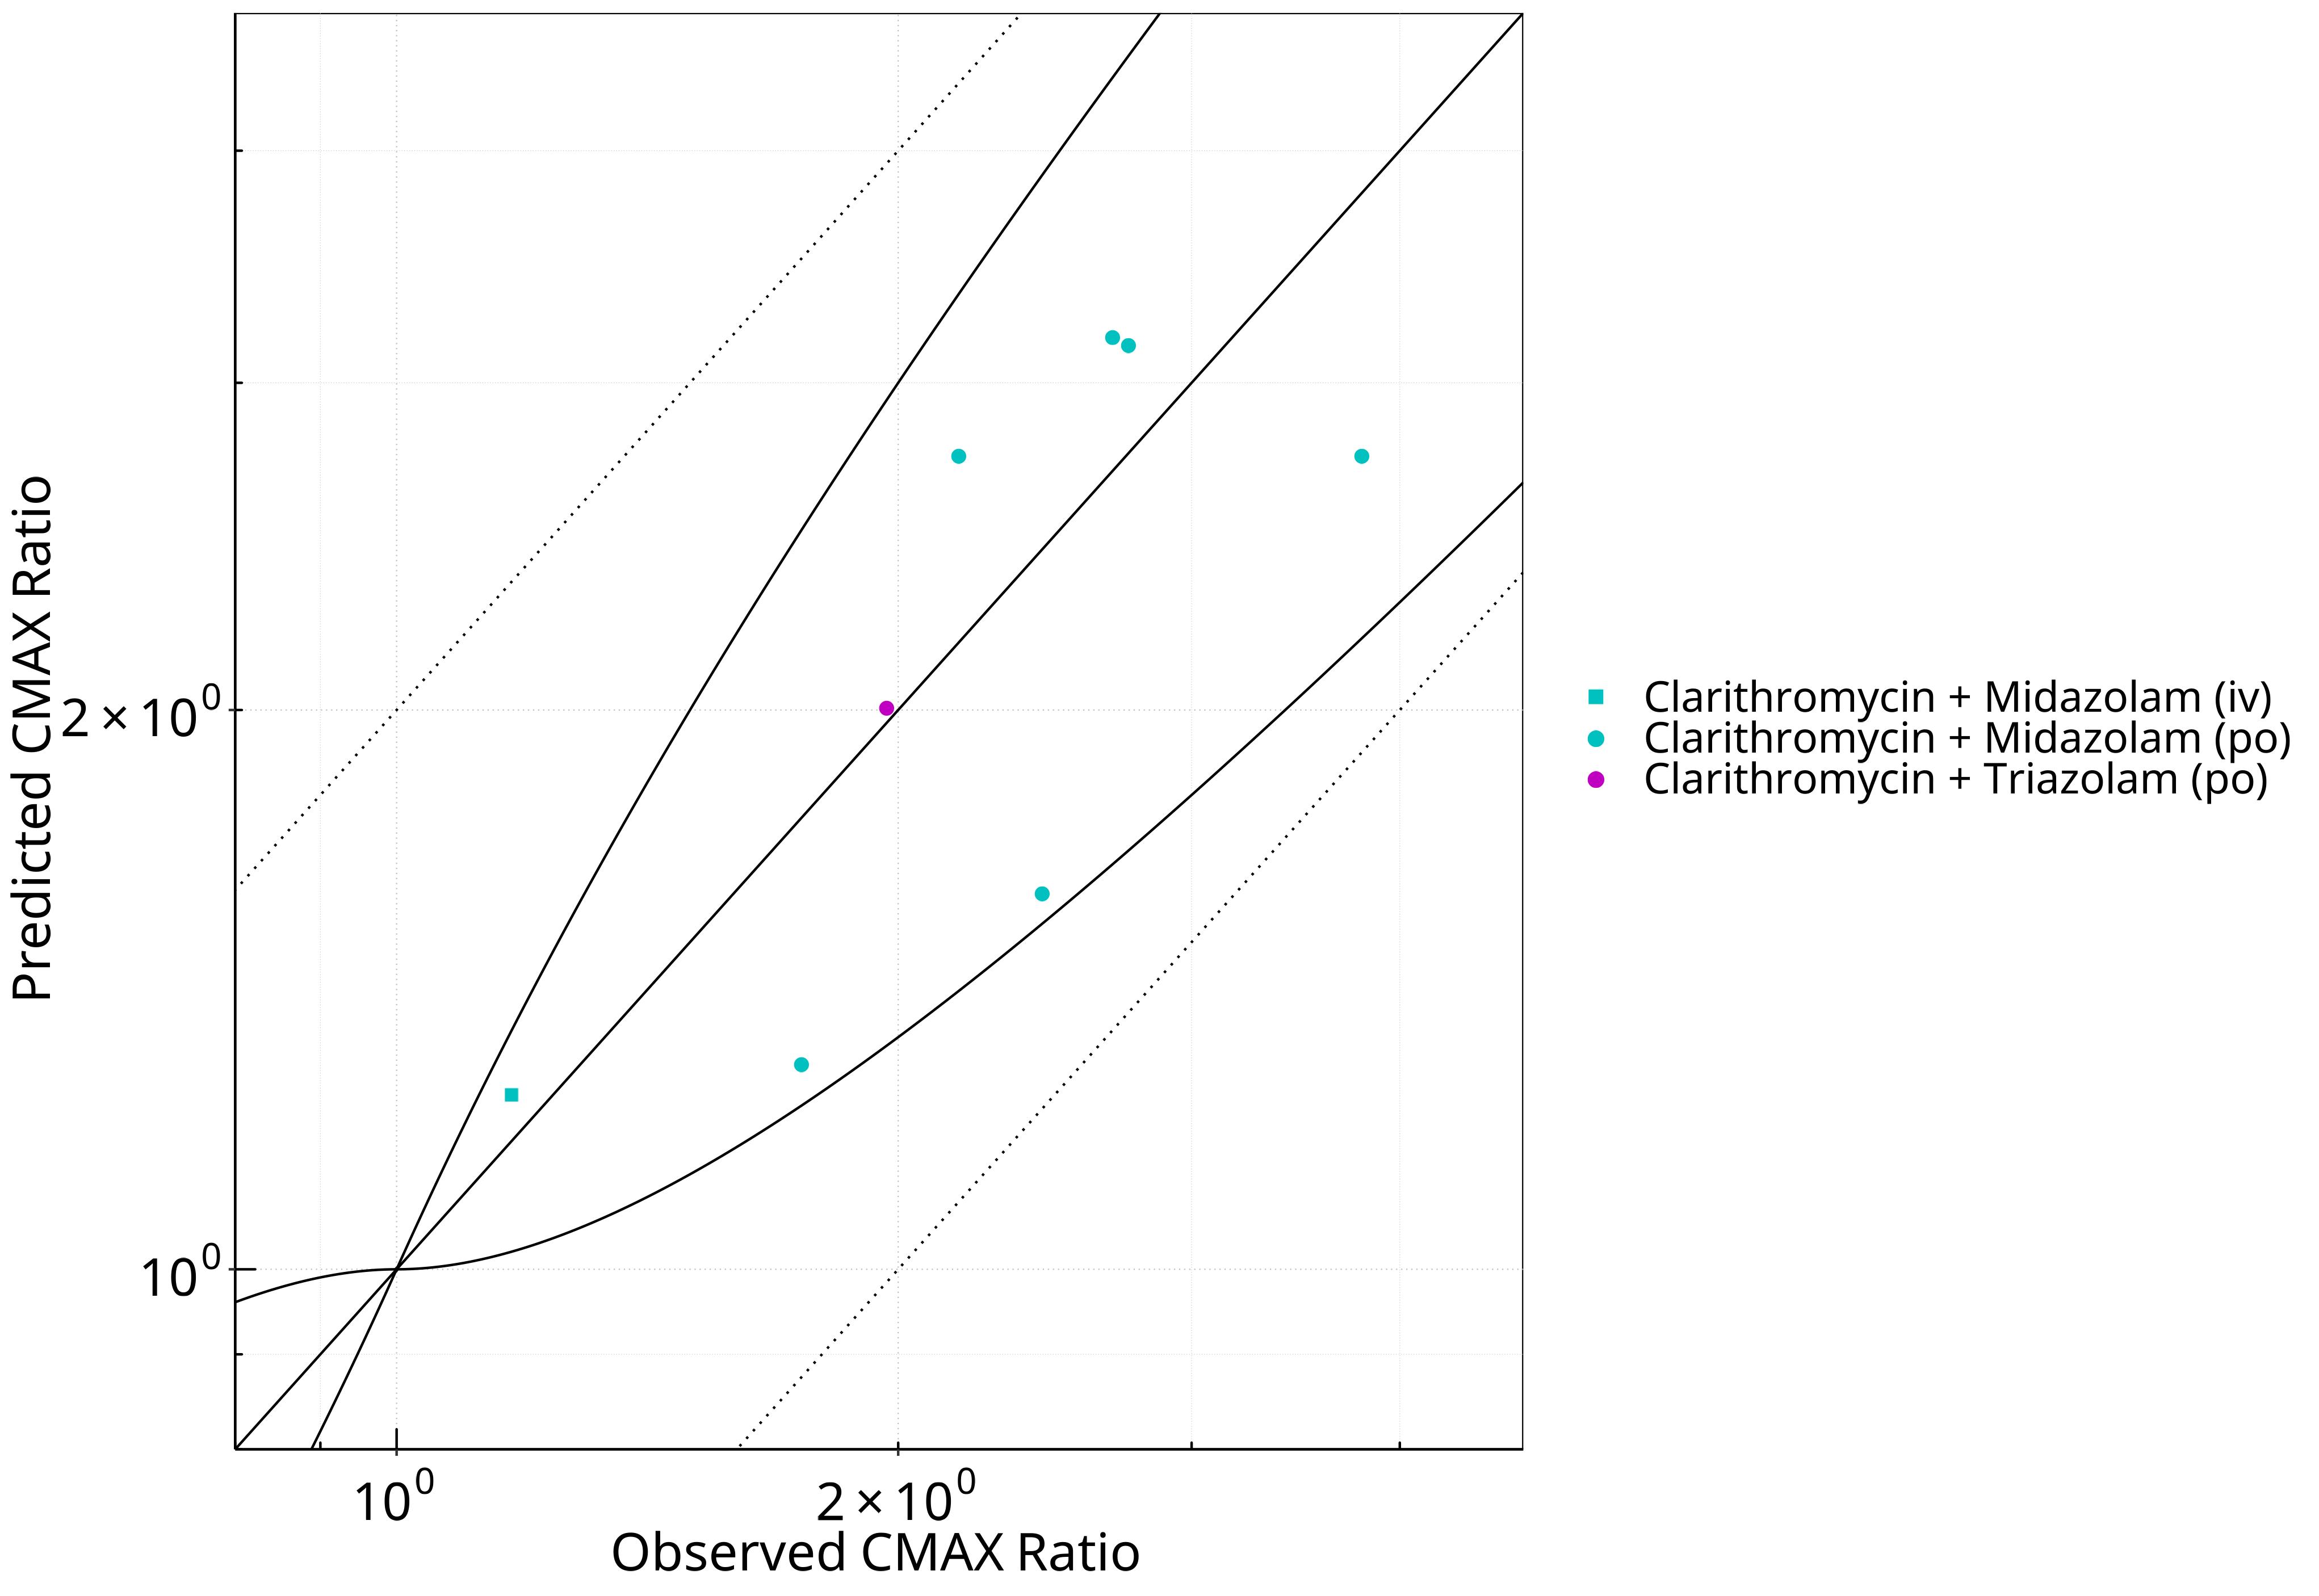 Predicted CMAX Ratio
2 × 10⁰
10⁰
10⁰
2 × 10⁰
Observed CMAX Ratio
Clarithromycin + Midazolam (iv)
Clarithromycin + Midazolam (po)
Clarithromycin + Triazolam (po)